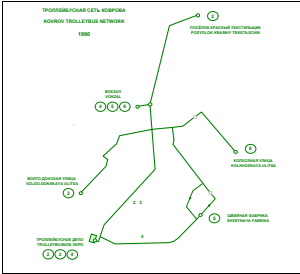 ТРОЛЛЕЙБУСНАЯ СЕТЬ КОВРОВА
KOVROV TROLLEYBUS NETWORK
1990
2
ПОСЁЛОК КРАСНЫЙ ТЕКСТИЛЬЩИК
POSYOLOK KRASNIY TEKSTILSCHIK
ВОКЗАЛ
VOKZAL
4 5 6
6
КОЛХОЗНАЯ УЛИЦА
KOLKHOZNAYA ULITSA
ВОЛГО-ДОНСКАЯ УЛИЦА
VOLGO-DONSKAYA ULITSA
3
2 3
5
ШВЕЙНАЯ ФАБРИКА
SHVEYNAYA FABRIKA
4
ТРОЛЛЕЙБУСНОЕ ДЕПО
TROLLEYBUSNOE DEPO
2 3 4